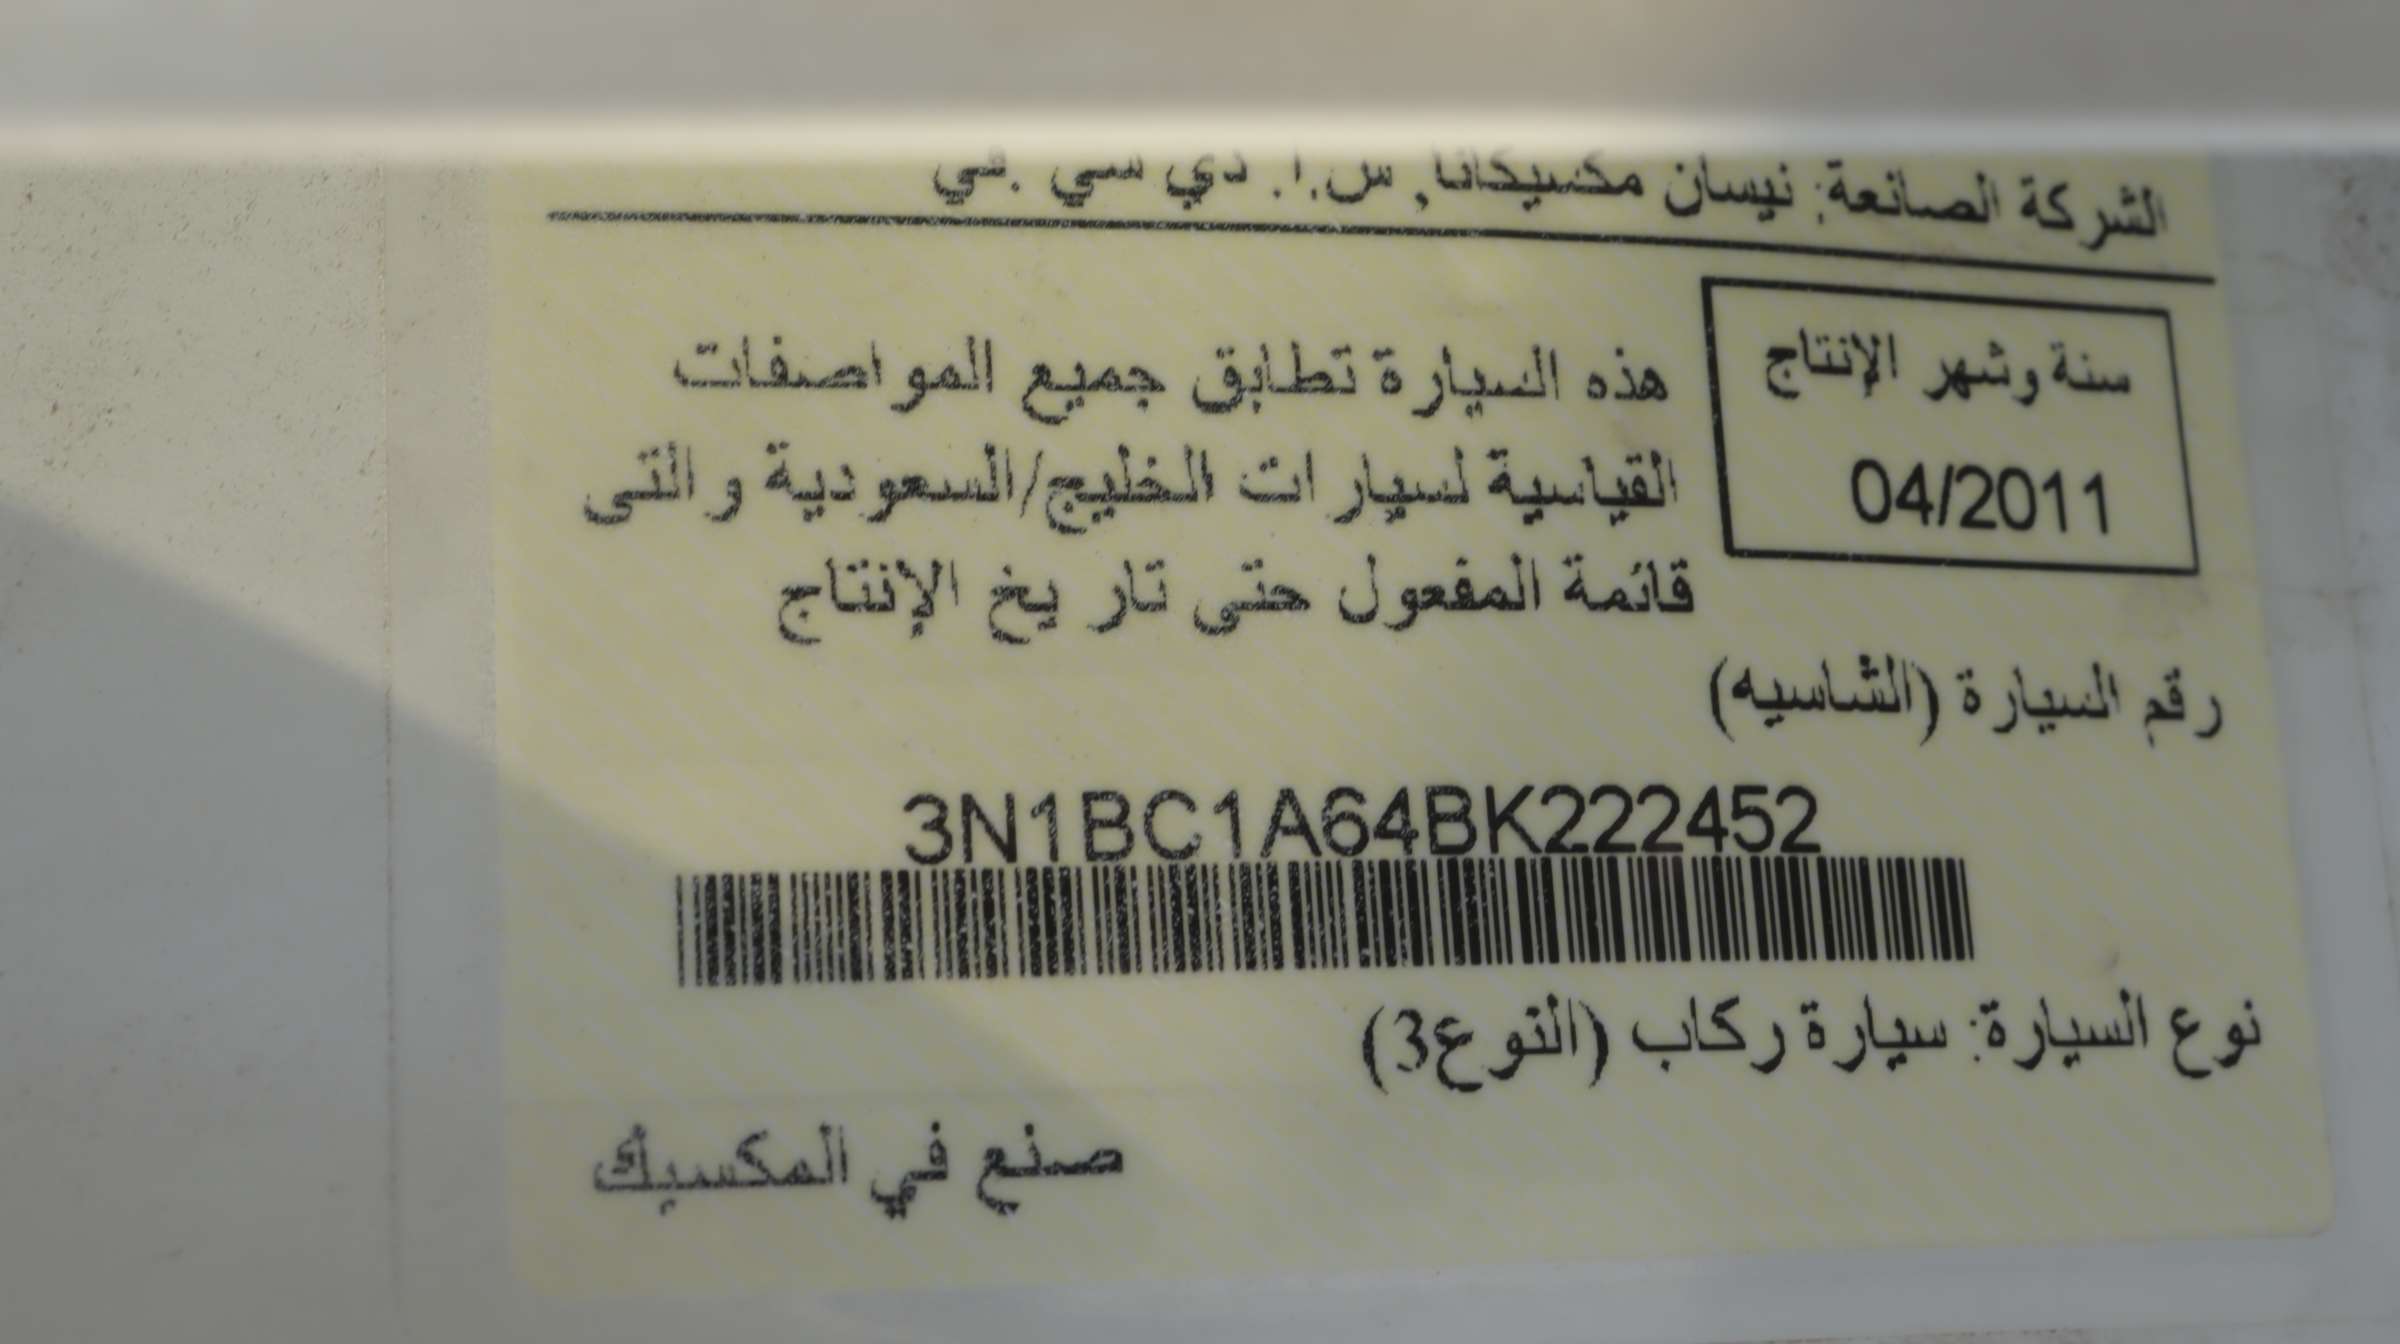 الشركة الصانعة: نيسان مكسيكانا, س.ا. دي سي .في
سنة وشهر الإنتاج
04/2011
هذه السيارة تطابق جميع المواصفات
القياسية لسيارات الخليج/السعودية والتى
قائمة المفعول حتى تاريخ الإنتاج
رقم السيارة (الشاسيه)
3N1BC1A64BK222452
نوع السيارة: سيارة ركاب (النوع3)
صنع في المكسيك